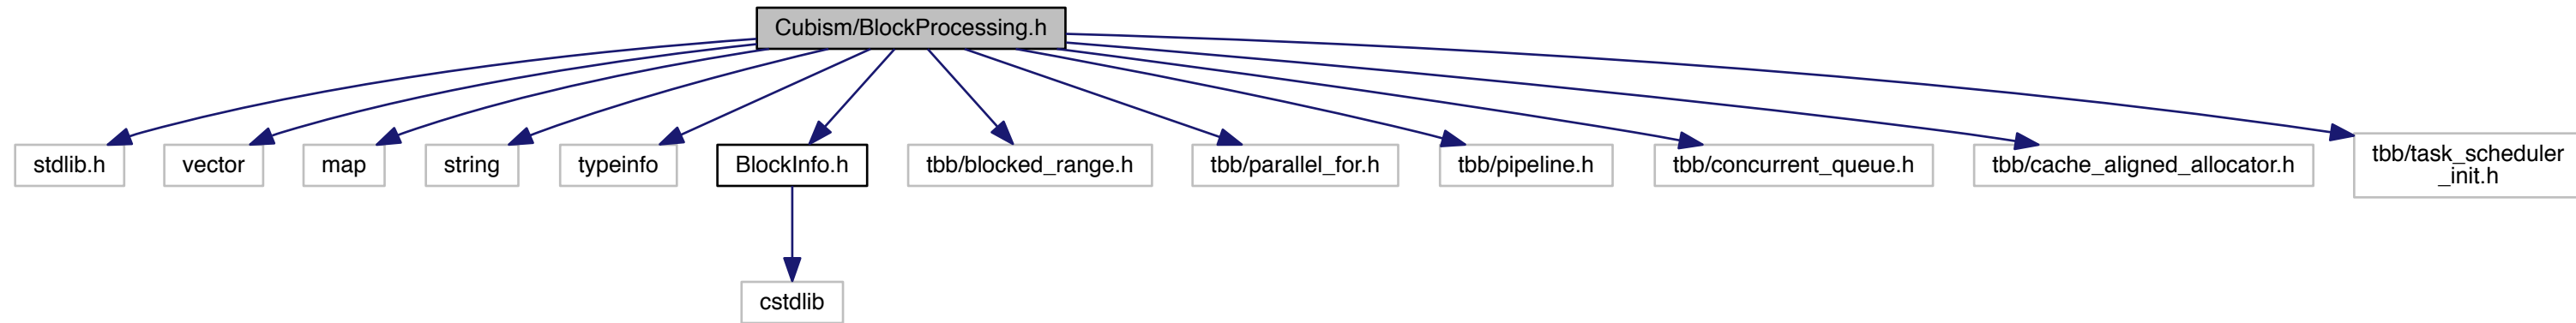 Cubism/BlockProcessing.h
stdlib.h
vector
map
string
typeinfo
BlockInfo.h
tbb/blocked_range.h
tbb/parallel_for.h
tbb/pipeline.h
tbb/concurrent_queue.h
tbb/cache_aligned_allocator.h
tbb/task_scheduler
_init.h
cstdlib